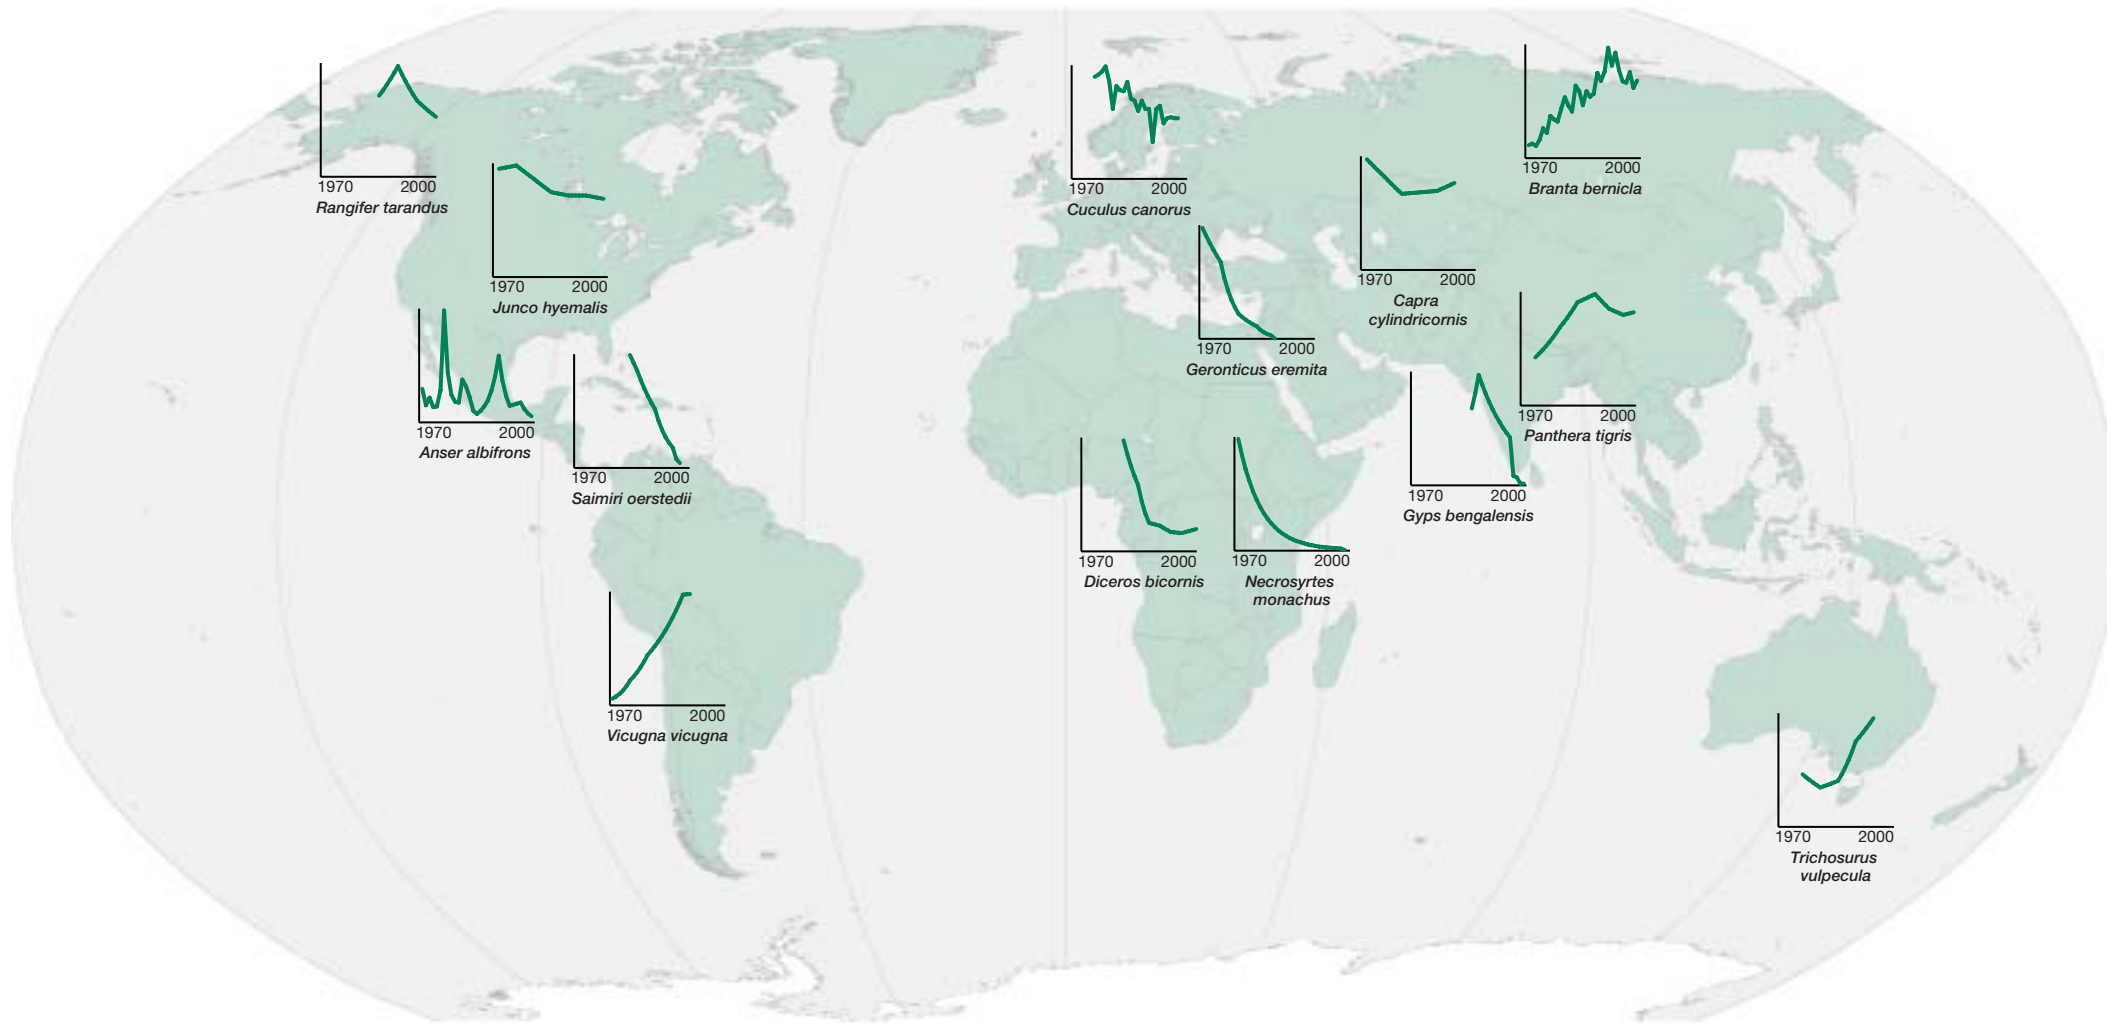 1970 2000
Rangifer tarandus
1970 2000
Junco hyemalis
1970 2000
Anser albifrons
1970 2000
Saimiri oerstedii
1970 2000
Vicugna vicugna
1970 2000
Cuculus canorus
1970 2000
Geronticus eremita
1970 2000
Diceros bicornis
1970 2000
Necrosyrtes
monachus
1970 2000
Capra
cylindricornis
1970 2000
Branta bernicla
1970 2000
Panthera tigris
1970 2000
Gyps bengalensis
1970 2000
Trichosurus
vulpecula